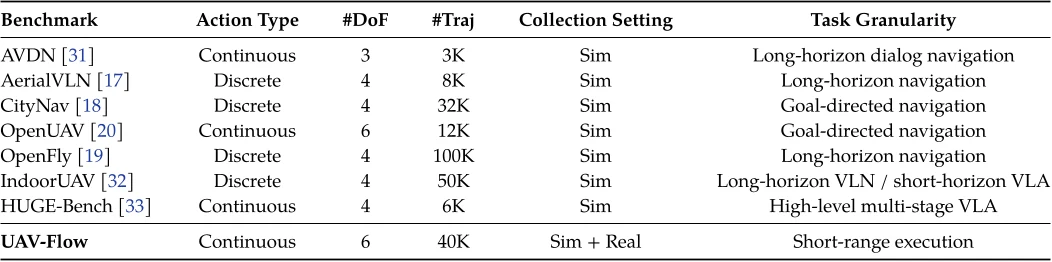 Benchmark Action Type #DoF #Traj Collection Setting Task Granularity
AVDN [31] Continuous 3 3K Sim Long-horizon dialog navigation
AerialVLN [17] Discrete 4 8K Sim Long-horizon navigation
CityNav [18] Discrete 4 32K Sim Goal-directed navigation
OpenUAV [20] Continuous 6 12K Sim Goal-directed navigation
OpenFly [19] Discrete 4 100K Sim Long-horizon navigation
IndoorUAV [32] Discrete 4 50K Sim Long-horizon VLN / short-horizon VLA
HUGE-Bench [33] Continuous 4 6K Sim High-level multi-stage VLA
UAV-Flow Continuous 6 40K Sim + Real Short-range execution